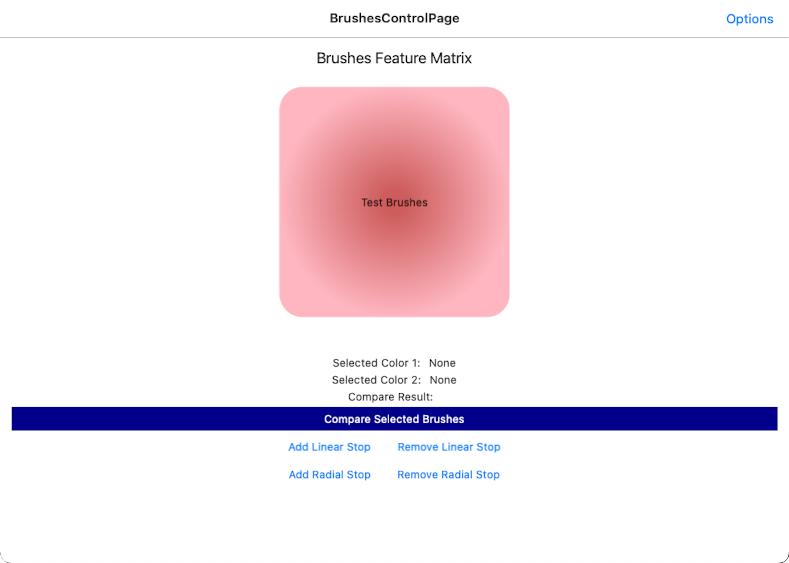 BrushesControlPage
Options
Brushes Feature Matrix
Test Brushes
Selected Color 1: None
Selected Color 2: None
Compare Result:
Compare Selected Brushes
Add Linear Stop Remove Linear Stop
Add Radial Stop Remove Radial Stop